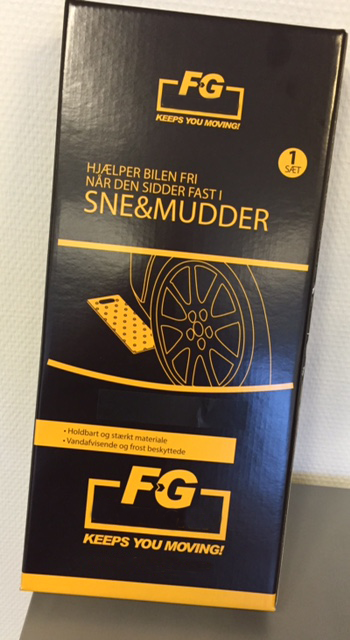 FG
KEEPS YOU MOVING!
1
SÆT
HJÆLPER BILEN FRI
NÅR DEN SIDDER FAST I
SNE&MUDDER
• Holdbart og stærkt materiale
• Vandafvisende og frost beskyttede
FG
KEEPS YOU MOVING!